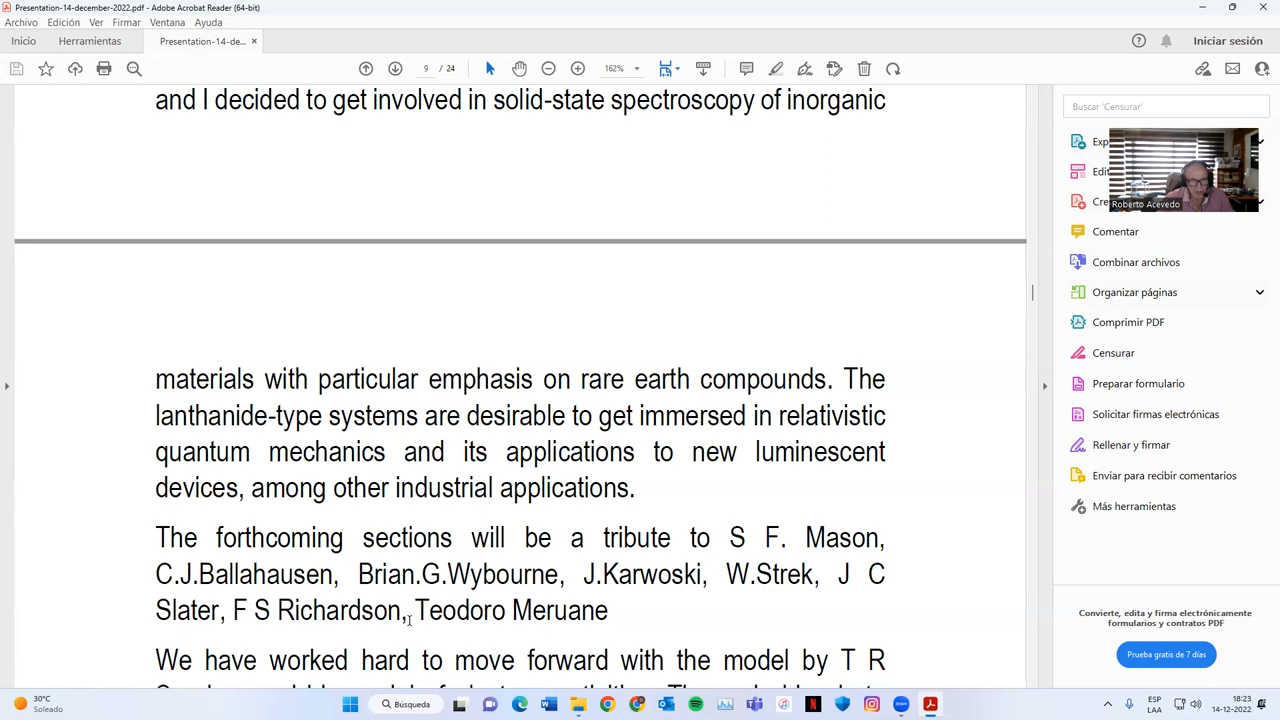 Presentation-14-december-2022.pdf - Adobe Acrobat Reader (64-bit)
Archivo Edición Ver Firmar Ventana Ayuda
Inicio Herramientas Presentation-14-de... × Iniciar sesión
9 / 24 162%
and I decided to get involved in solid-state spectroscopy of inorganic
materials with particular emphasis on rare earth compounds. The
lanthanide-type systems are desirable to get immersed in relativistic
quantum mechanics and its applications to new luminescent
devices, among other industrial applications.
The forthcoming sections will be a tribute to S F. Mason,
C.J.Ballahausen, Brian.G.Wybourne, J.Karwoski, W.Strek, J C
Slater, F S Richardson, Teodoro Meruane
We have worked hard to move forward with the model by T R
Buscar 'Censurar'
Exp
Edit
Cre
Roberto Acevedo
Comentar
Combinar archivos
Organizar páginas
Comprimir PDF
Censurar
Preparar formulario
Solicitar firmas electrónicas
Rellenar y firmar
Enviar para recibir comentarios
Más herramientas
Convierte, edita y firma electrónicamente
formularios y contratos PDF
Prueba gratis de 7 días
30°C
Soleado
Búsqueda
ESP
LAA
18:23
14-12-2022